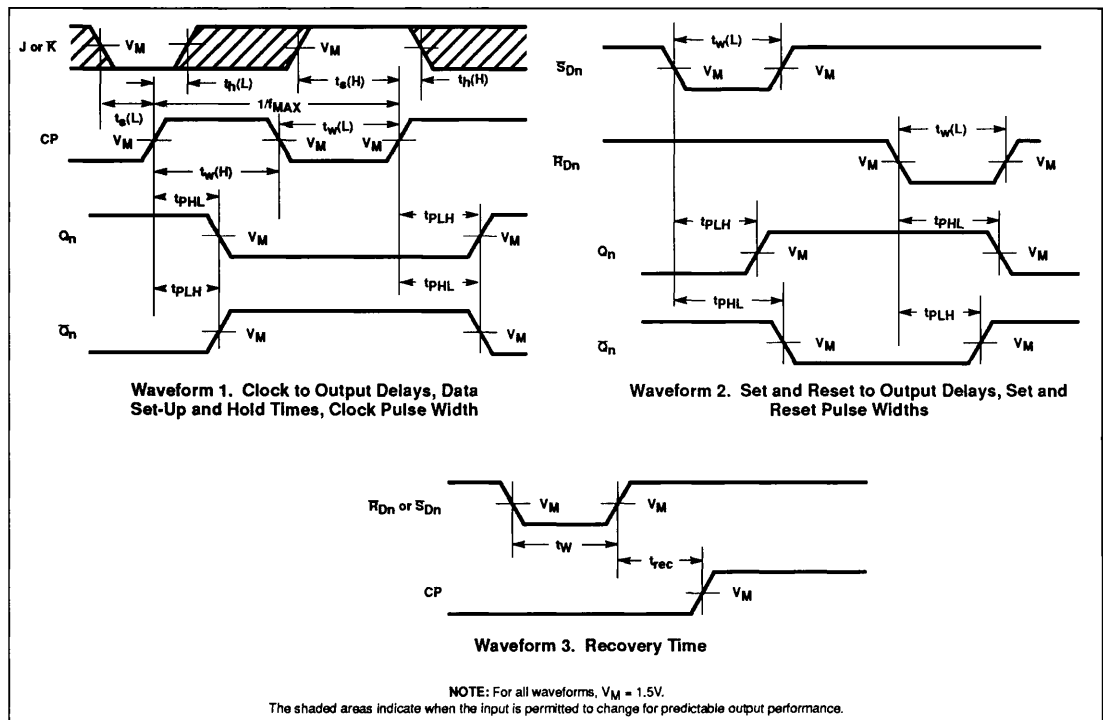 J or K̅
V_M
V_M
t_h(L)
t_s(H)
t_h(H)
t_s(L)
1/f_MAX
CP
V_M
V_M
t_w(L)
V_M
t_w(H)
t_PHL
t_PLH
Q_n
V_M
V_M
t_PLH
t_PHL
Q̅_n
V_M
V_M
Waveform 1. Clock to Output Delays, Data
Set-Up and Hold Times, Clock Pulse Width
S̅_Dn
t_w(L)
V_M
V_M
R̅_Dn
t_w(L)
V_M
V_M
t_PLH
t_PHL
Q_n
V_M
V_M
t_PHL
t_PLH
Q̅_n
V_M
V_M
Waveform 2. Set and Reset to Output Delays, Set and
Reset Pulse Widths
R̅_Dn or S̅_Dn
V_M
V_M
t_W
t_rec
CP
V_M
Waveform 3. Recovery Time
NOTE: For all waveforms, V_M = 1.5V.
The shaded areas indicate when the input is permitted to change for predictable output performance.